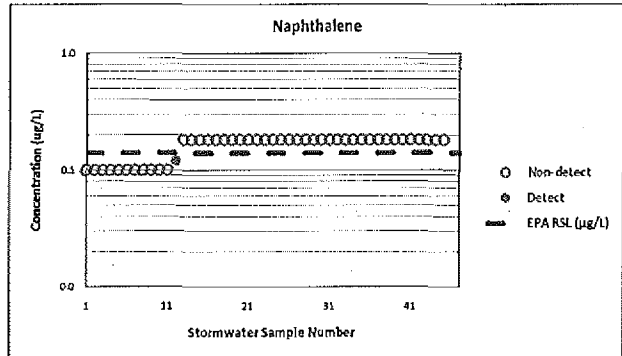 Naphthalene
1.0
0.1
0.0
Concentration (ug/L)
1
11
21
31
41
Stormwater Sample Number
Non-detect
Detect
EPA RSL (µg/L)